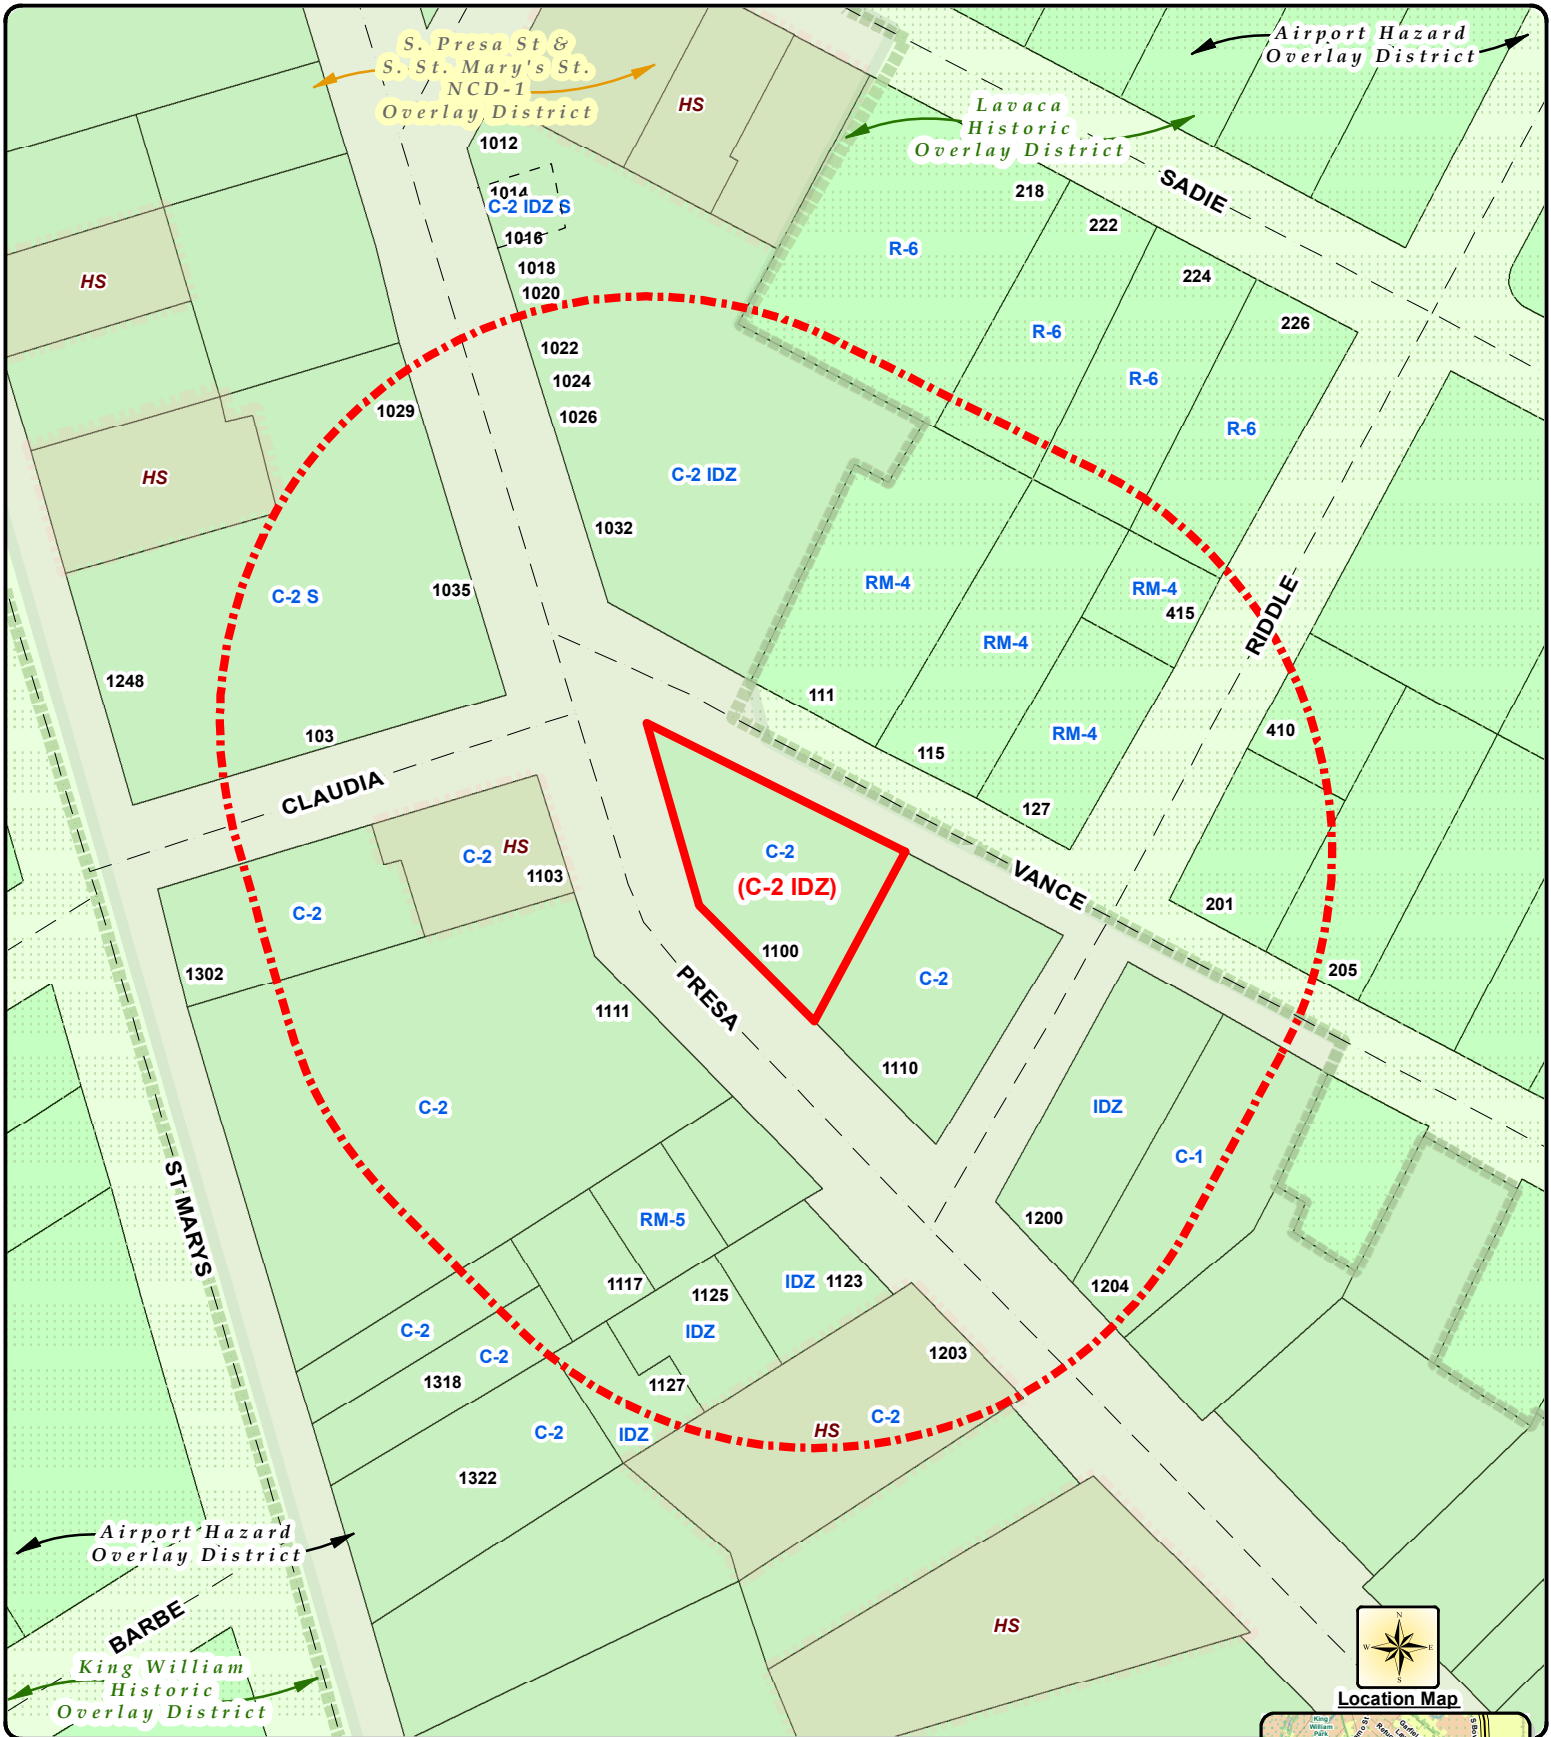 S. Presa St &
S. St. Mary's St.
NCD-1
Overlay District
Airport Hazard
Overlay District
Lavaca
Historic
Overlay District
HS
1012
1014
C-2 IDZ S
1016
1018
1020
218
222
224
226
SADIE
R-6
R-6
R-6
R-6
HS
HS
1022
1024
1026
1029
C-2 IDZ
1032
1035
C-2 S
1248
103
RM-4
RM-4
RM-4
RM-4
415
RIDDLE
111
115
127
410
201
205
CLAUDIA
C-2
HS
1103
C-2
1302
C-2
(C-2 IDZ)
1100
VANCE
C-2
1110
PRESA
1111
C-2
IDZ
C-1
1200
1204
ST MARYS
RM-5
1117
1125
IDZ
1123
IDZ
1127
1203
C-2
C-2
1318
C-2
IDZ
1322
HS
C-2
HS
Airport Hazard
Overlay District
BARBE
King William
Historic
Overlay District
N
W
E
S
Location Map
King
William
Park
Garfield
S Bo